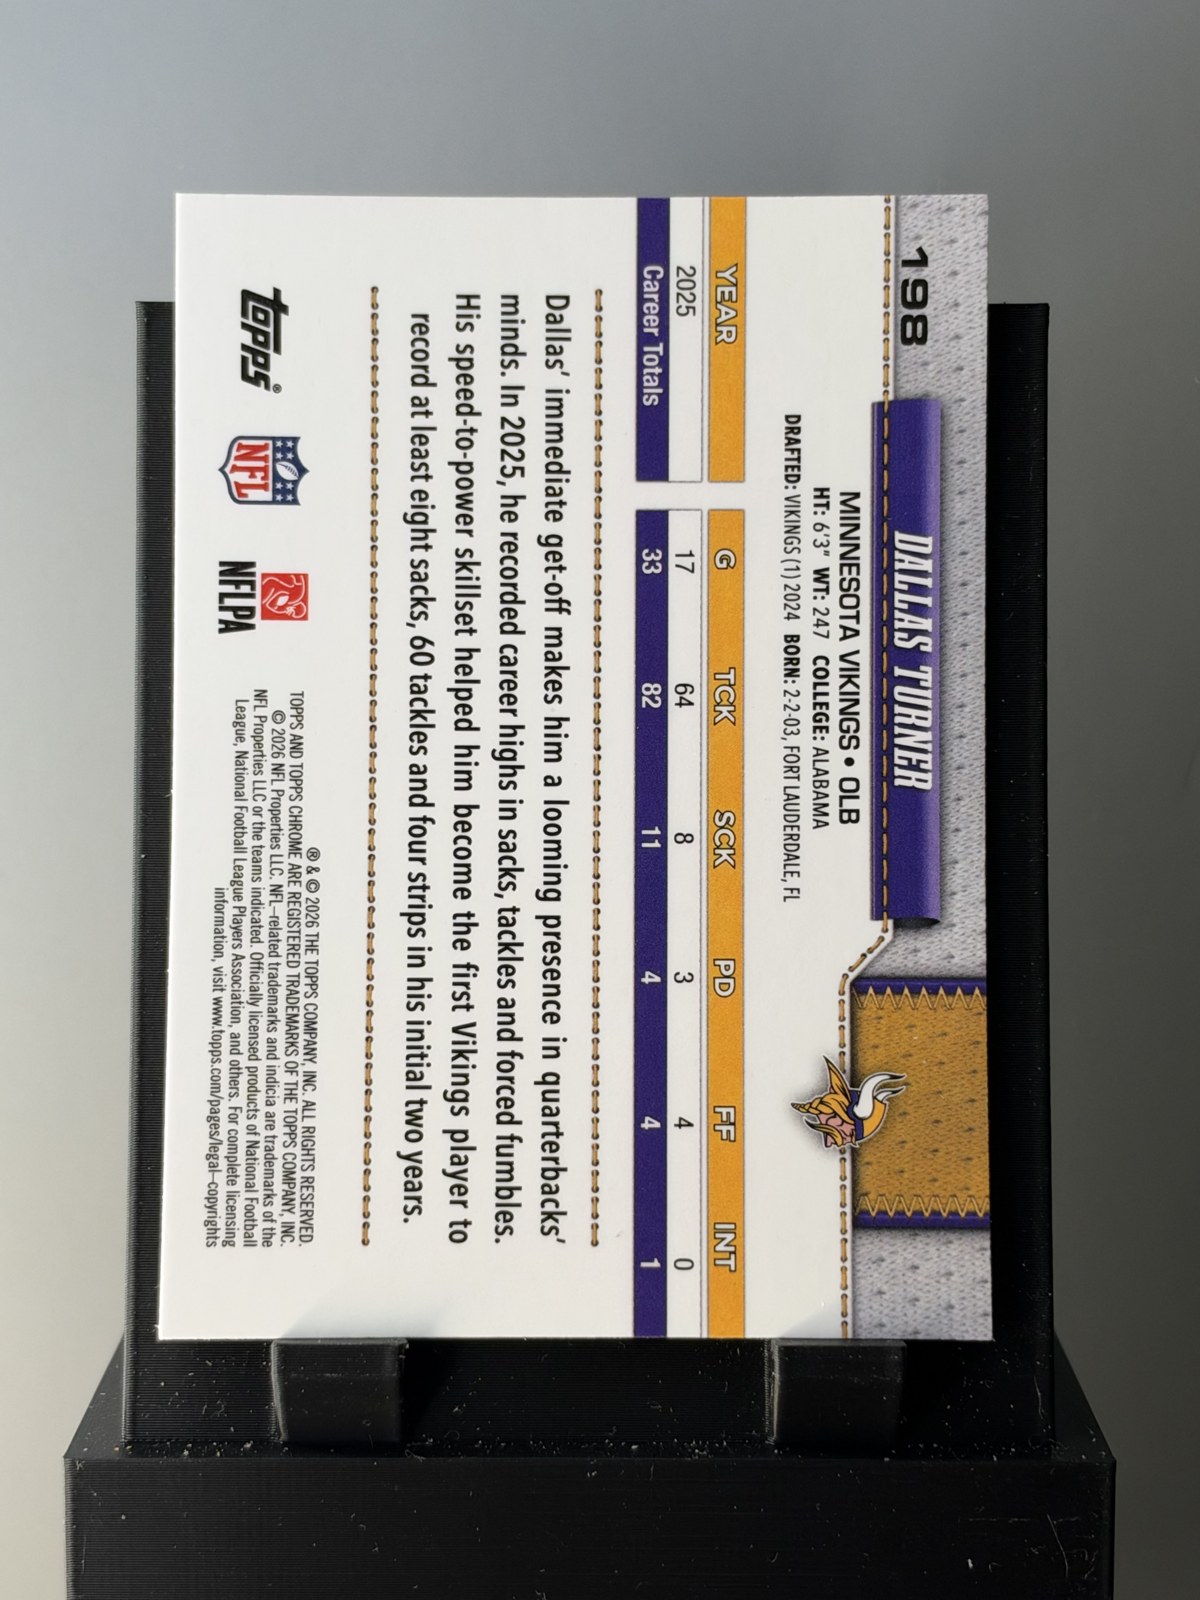 198
DALLAS TURNER
MINNESOTA VIKINGS • OLB
HT: 6'3" WT: 247 COLLEGE: ALABAMA
DRAFTED: VIKINGS (1) 2024 BORN: 2-2-03, FORT LAUDERDALE, FL
YEAR G TCK SCK PD FF INT
2025 17 64 8 3 4 0
Career Totals 33 82 11 4 4 1
Dallas' immediate get-off makes him a looming presence in quarterbacks'
minds. In 2025, he recorded career highs in sacks, tackles and forced fumbles.
His speed-to-power skillset helped him become the first Vikings player to
record at least eight sacks, 60 tackles and four strips in his initial two years.
topps®
NFL
NFLPA
® & © 2026 THE TOPPS COMPANY, INC. ALL RIGHTS RESERVED.
TOPPS AND TOPPS CHROME ARE REGISTERED TRADEMARKS OF THE TOPPS COMPANY, INC.
© 2026 NFL Properties LLC. NFL-related trademarks and indicia are trademarks of the
NFL Properties LLC or the teams indicated. Officially licensed products of National Football
League, National Football League Players Association, and others. For complete licensing
information, visit www.topps.com/pages/legal-copyrights